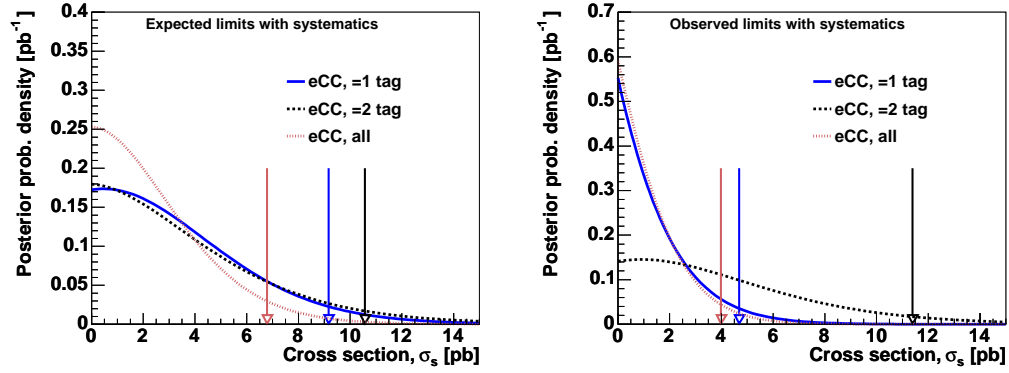 Expected limits with systematics
Posterior prob. density [pb⁻¹]
0.4
0.35
0.3
0.25
0.2
0.15
0.1
0.05
0
eCC, =1 tag
eCC, =2 tag
eCC, all
0 2 4 6 8 10 12 14
Cross section, σₛ [pb]
Observed limits with systematics
Posterior prob. density [pb⁻¹]
0.7
0.6
0.5
0.4
0.3
0.2
0.1
0
eCC, =1 tag
eCC, =2 tag
eCC, all
0 2 4 6 8 10 12 14
Cross section, σₛ [pb]